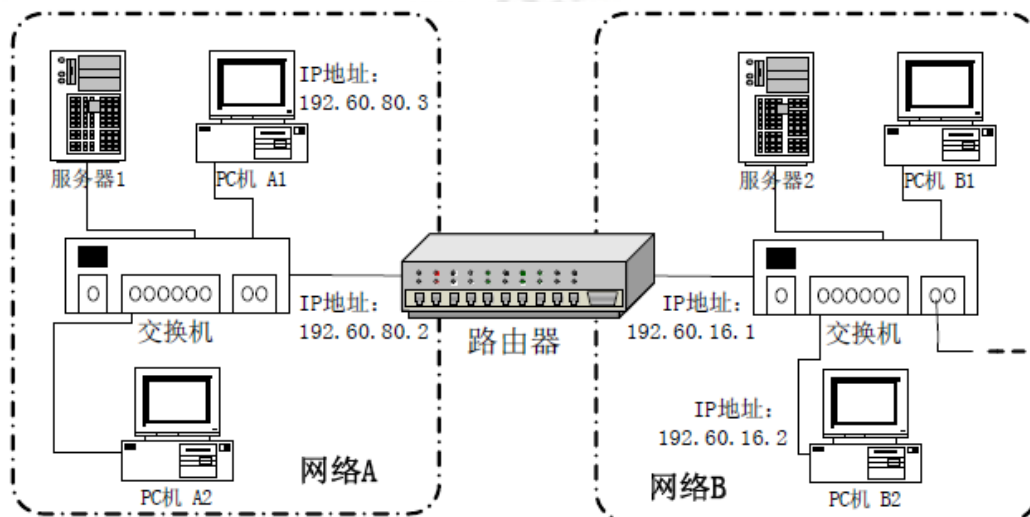 IP地址:
192.60.80.3
服务器1
PC机 A1
服务器2
PC机 B1
IP地址:
192.60.80.2
IP地址:
192.60.16.1
交换机
路由器
交换机
IP地址:
192.60.16.2
PC机 A2
网络A
网络B
PC机 B2